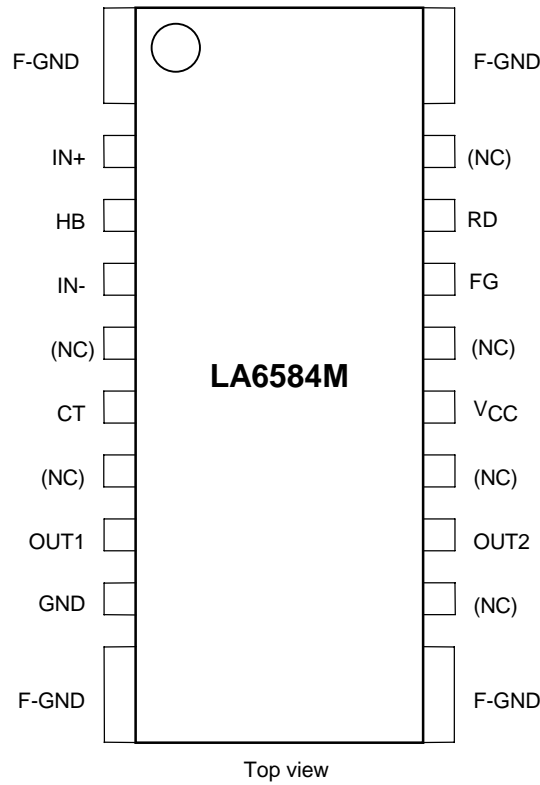 F-GND F-GND
IN+ (NC)
HB RD
IN- FG
(NC) (NC)
LA6584M
CT VCC
(NC) (NC)
OUT1 OUT2
GND (NC)
F-GND F-GND
Top view